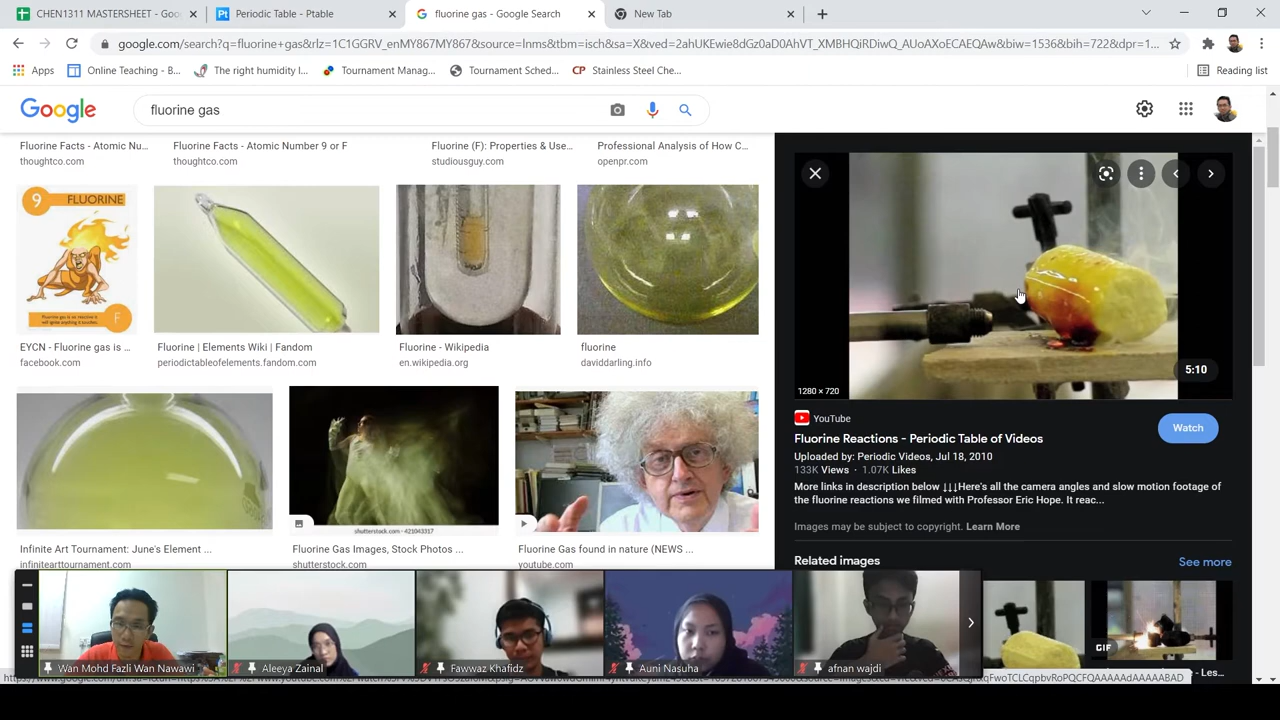 CHEN1311 MASTERSHEET - Goo
Periodic Table - Ptable
fluorine gas - Google Search
New Tab
google.com/search?q=fluorine+gas&rlz=1C1GGRV_enMY867MY867&source=lnms&tbm=isch&sa=X&ved=2ahUKEwie8dGz0aD0AhVT_XMBHQiRDiwQ_AUoAXoECAEQAw&biw=1536&bih=722&dpr=1...
Apps
Online Teaching - B...
The right humidity l...
Tournament Manag...
Tournament Sched...
CP Stainless Steel Che...
Reading list
Google
fluorine gas
Fluorine Facts - Atomic Nu...
thoughtco.com
Fluorine Facts - Atomic Number 9 or F
thoughtco.com
Fluorine (F): Properties & Use...
studiousguy.com
Professional Analysis of How C...
openpr.com
9 FLUORINE
F
EYCN - Fluorine gas is ...
facebook.com
Fluorine | Elements Wiki | Fandom
periodictableofelements.fandom.com
Fluorine - Wikipedia
en.wikipedia.org
fluorine
daviddarling.info
shutterstock.com • 421043317
Infinite Art Tournament: June's Element ...
infinitearttournament.com
Fluorine Gas Images, Stock Photos ...
shutterstock.com
Fluorine Gas found in nature (NEWS ...
youtube.com
1280 × 720
5:10
YouTube
Fluorine Reactions - Periodic Table of Videos
Watch
Uploaded by: Periodic Videos, Jul 18, 2010
133K Views · 1.07K Likes
More links in description below ↓↓↓Here's all the camera angles and slow motion footage of
the fluorine reactions we filmed with Professor Eric Hope. It reac...
Images may be subject to copyright. Learn More
Related images
See more
GIF
- Les...
Wan Mohd Fazli Wan Nawawi
Aleeya Zainal
Fawwaz Khafidz
Auni Nasuha
afnan wajdi